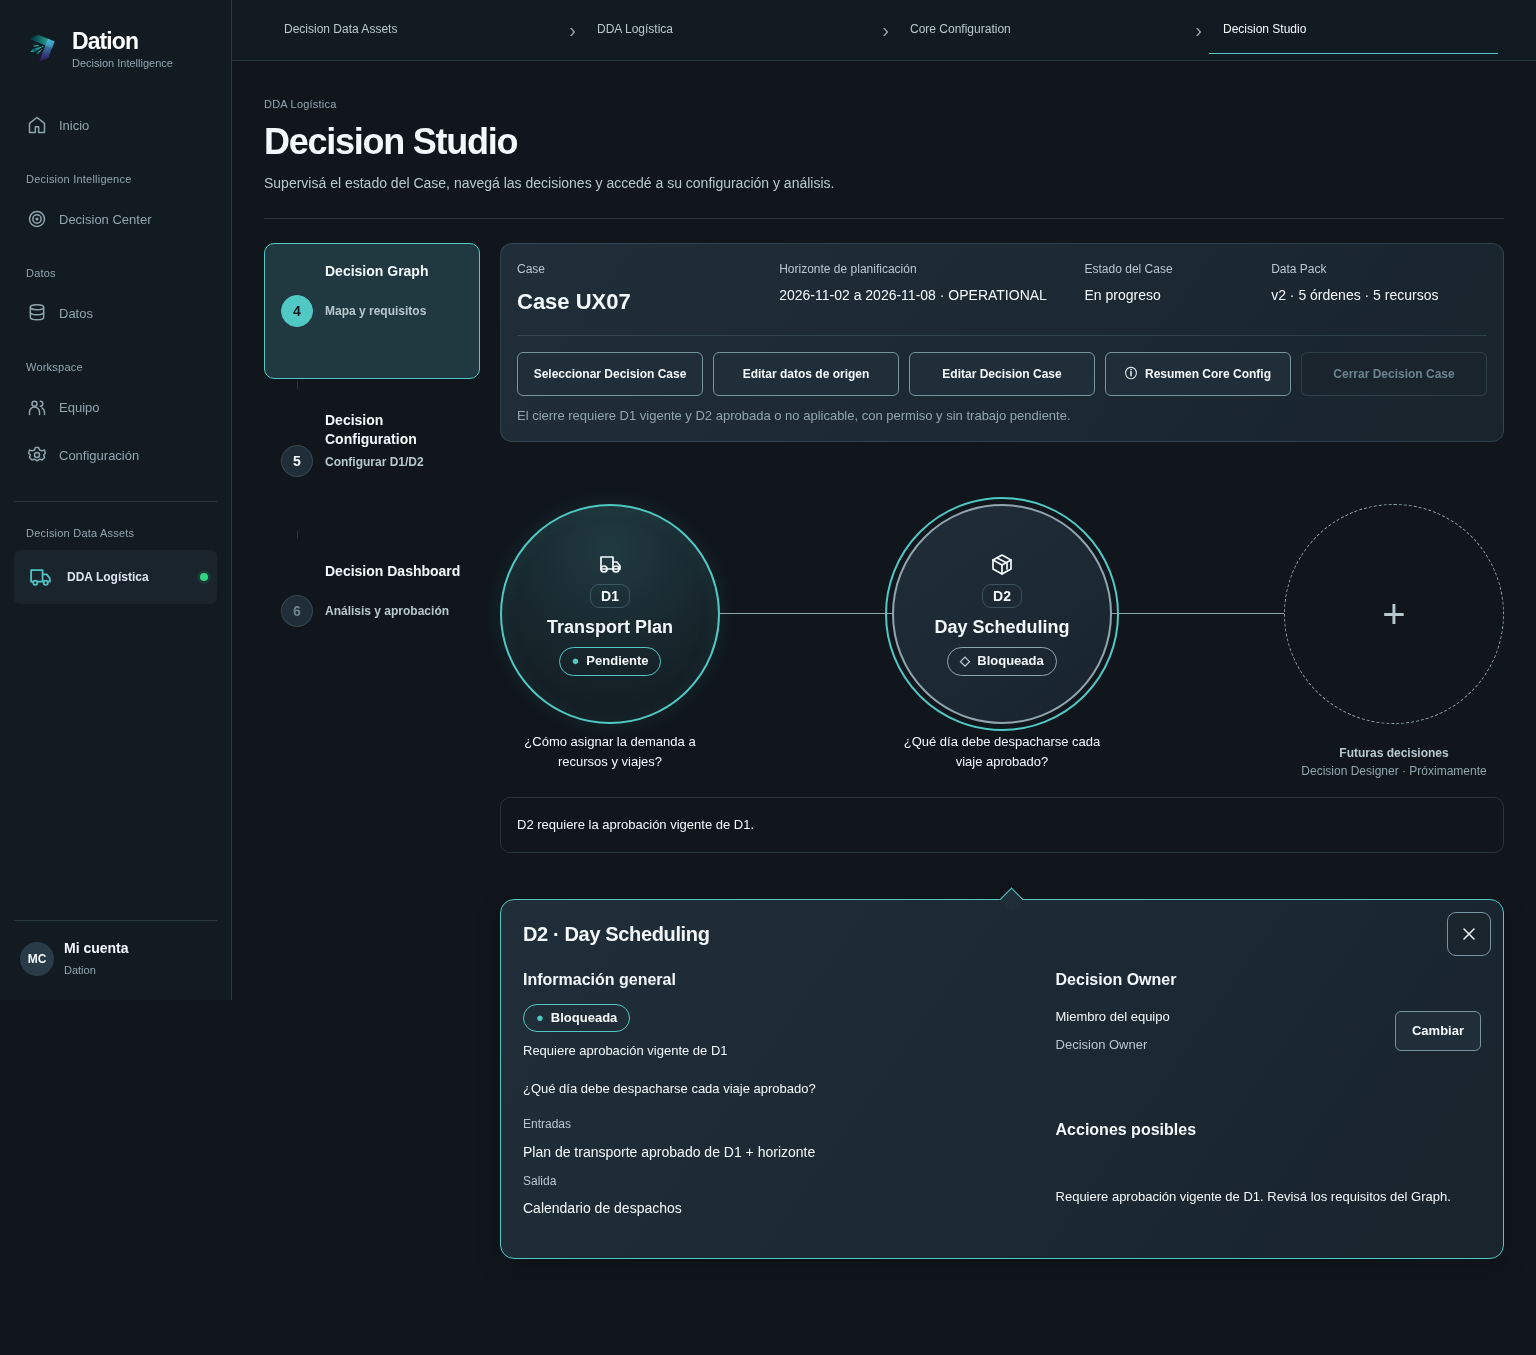 Dation
Decision Intelligence
Inicio
Decision Intelligence
Decision Center
Datos
Datos
Workspace
Equipo
Configuración
Decision Data Assets
DDA Logística
MC
Mi cuenta
Dation
Decision Data Assets
DDA Logística
Core Configuration
Decision Studio
DDA Logística
Decision Studio
Supervisá el estado del Case, navegá las decisiones y accedé a su configuración y análisis.
Decision Graph
4
Mapa y requisitos
Decision
Configuration
5
Configurar D1/D2
Decision Dashboard
6
Análisis y aprobación
Case
Case UX07
Horizonte de planificación
2026-11-02 a 2026-11-08 · OPERATIONAL
Estado del Case
En progreso
Data Pack
v2 · 5 órdenes · 5 recursos
Seleccionar Decision Case
Editar datos de origen
Editar Decision Case
Resumen Core Config
Cerrar Decision Case
El cierre requiere D1 vigente y D2 aprobada o no aplicable, con permiso y sin trabajo pendiente.
D1
Transport Plan
Pendiente
¿Cómo asignar la demanda a
recursos y viajes?
D2
Day Scheduling
Bloqueada
¿Qué día debe despacharse cada
viaje aprobado?
+
Futuras decisiones
Decision Designer · Próximamente
D2 requiere la aprobación vigente de D1.
D2 · Day Scheduling
Información general
Bloqueada
Requiere aprobación vigente de D1
¿Qué día debe despacharse cada viaje aprobado?
Entradas
Plan de transporte aprobado de D1 + horizonte
Salida
Calendario de despachos
Decision Owner
Miembro del equipo
Decision Owner
Cambiar
Acciones posibles
Requiere aprobación vigente de D1. Revisá los requisitos del Graph.